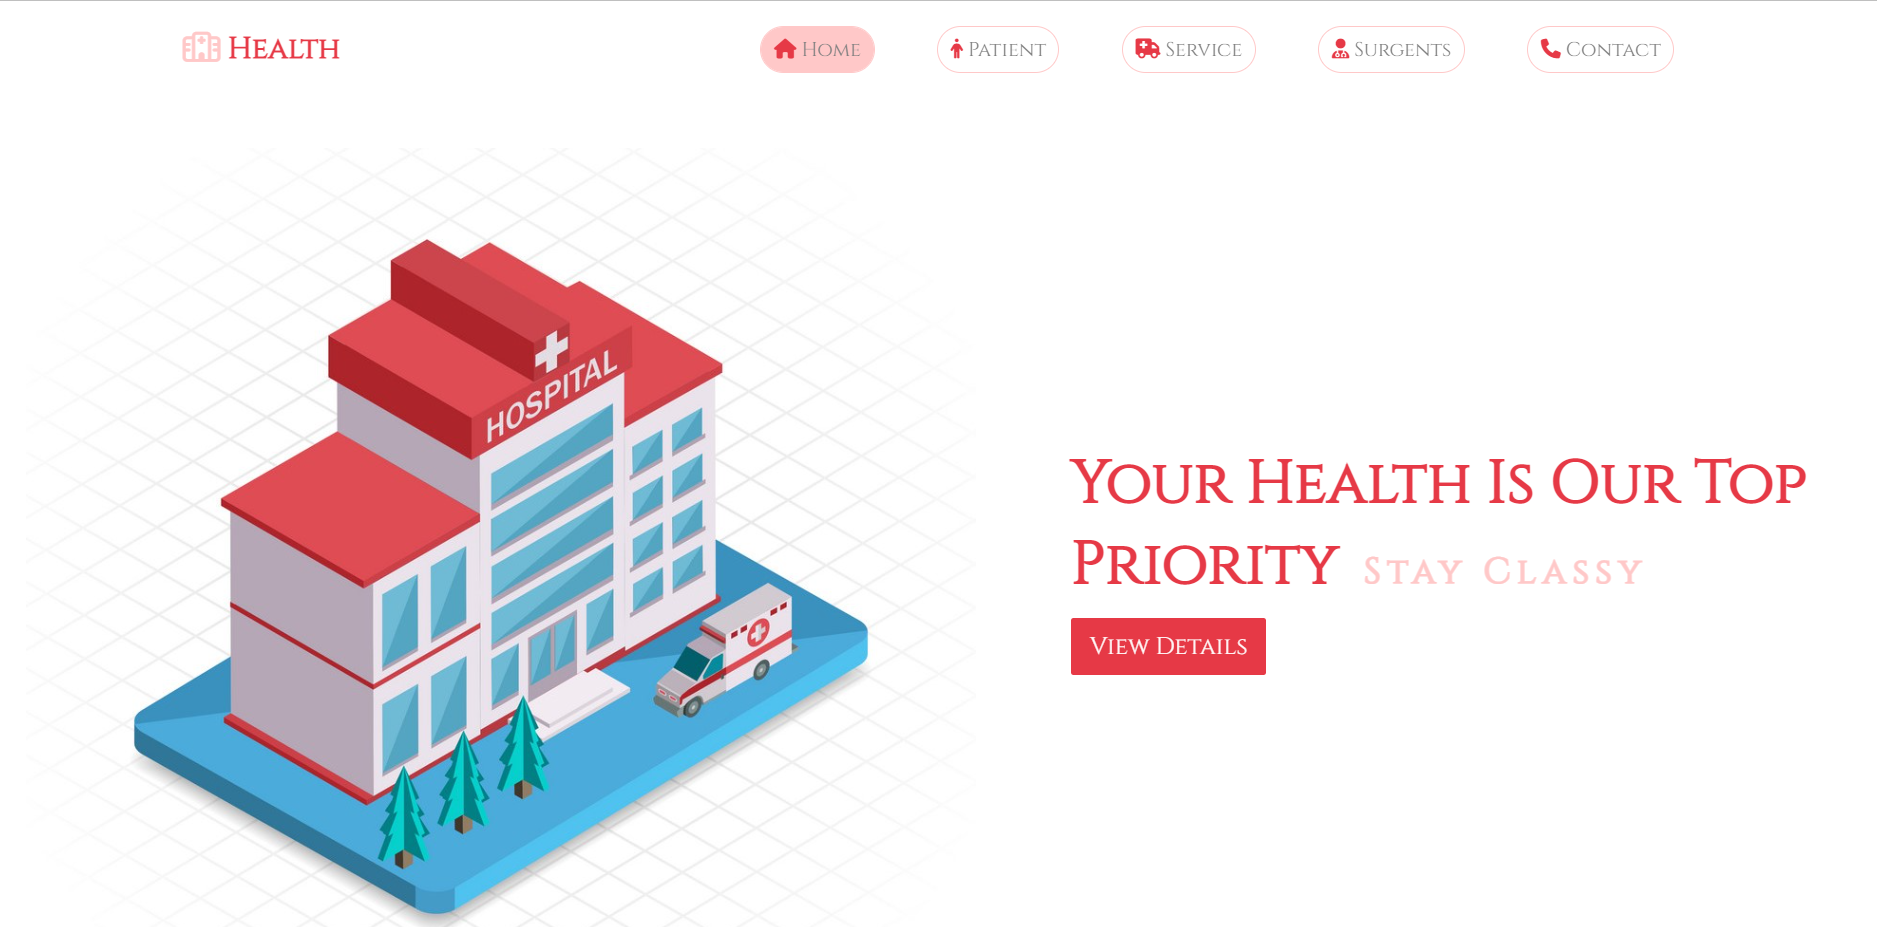 Health
Home
Patient
Service
Surgents
Contact
HOSPITAL
Your Health Is Our Top
Priority Stay Classy
View Details